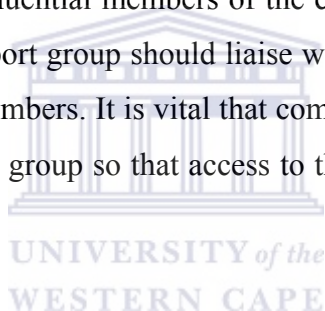 fluential members of the
port group should liaise w
mbers. It is vital that com
group so that access to th
UNIVERSITY of the
WESTERN CAPE